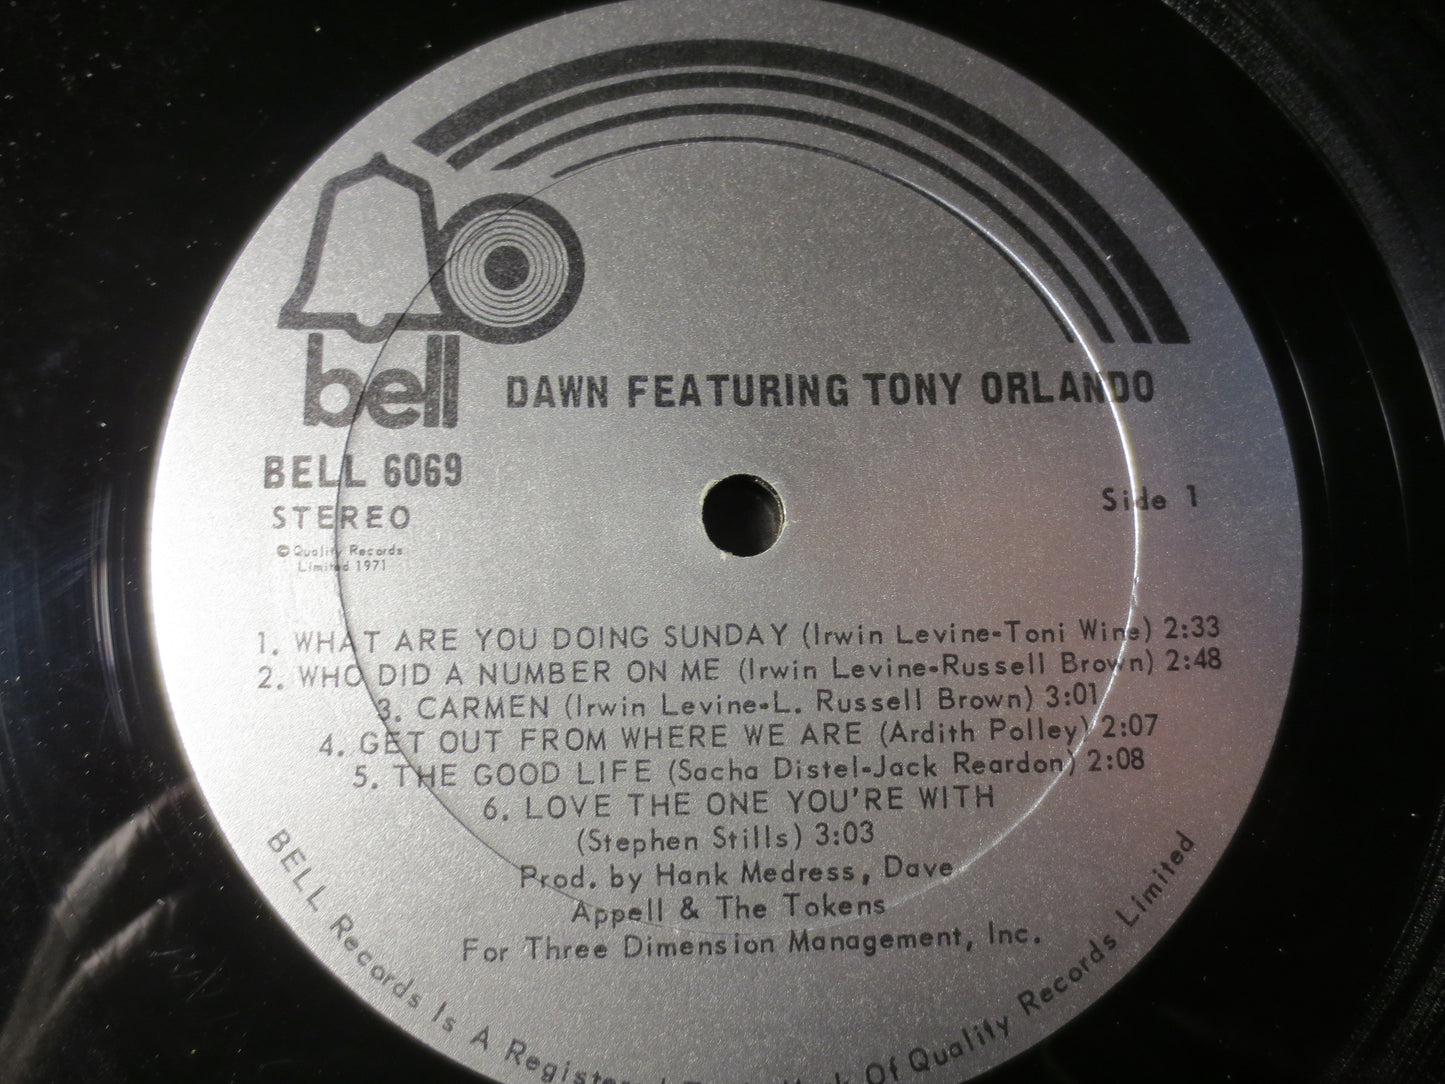 bell
DAWN FEATURING TONY ORLANDO
BELL 6069
STEREO
Side 1
© Quality Records
Limited 1971
1. WHAT ARE YOU DOING SUNDAY (Irwin Levine-Toni Wine) 2:33
2. WHO DID A NUMBER ON ME (Irwin Levine-Russell Brown) 2:48
3. CARMEN (Irwin Levine-L. Russell Brown) 3:01
4. GET OUT FROM WHERE WE ARE (Ardith Polley) 2:07
5. THE GOOD LIFE (Sacha Distel-Jack Reardon) 2:08
6. LOVE THE ONE YOU'RE WITH
(Stephen Stills) 3:03
Prod. by Hank Medress, Dave
Appell & The Tokens
For Three Dimension Management, Inc.
BELL Records Is A Of Quality Records Limited